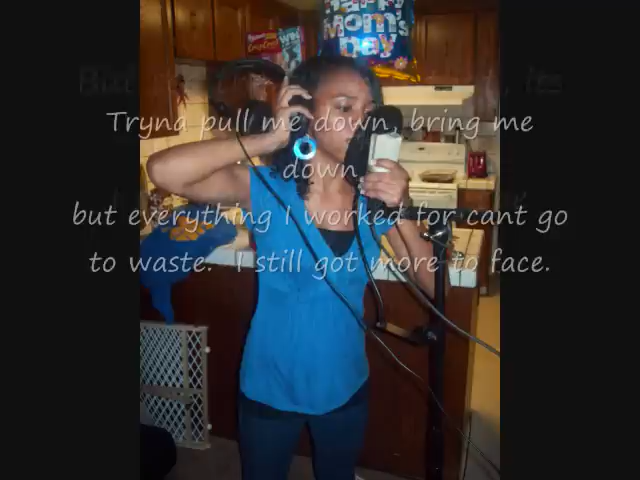 Happy
Mom's
Day
But
Tryna pull me down, bring me
down
but everything I worked for cant go
to waste. I still got more to face.